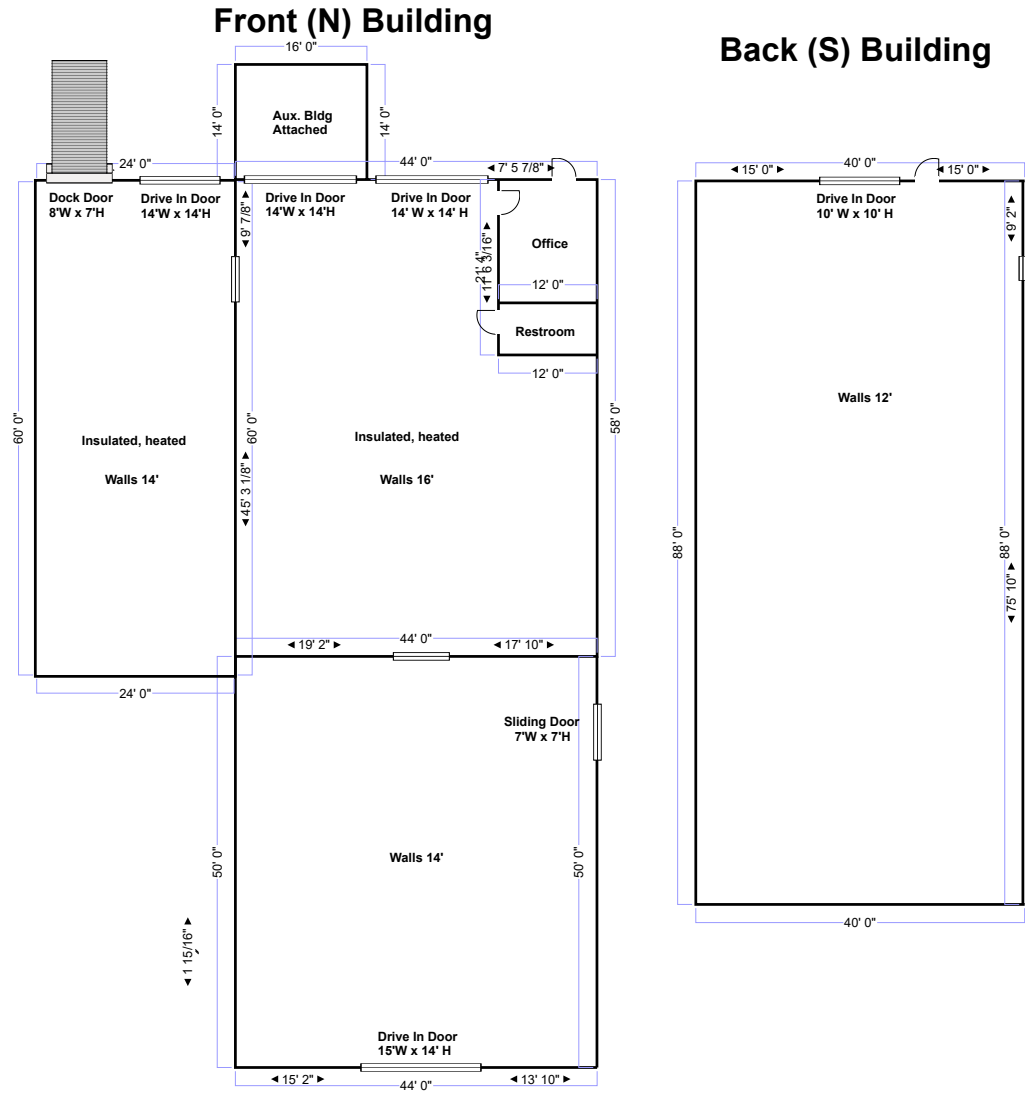 Front (N) Building
Back (S) Building
16' 0"
14' 0"
14' 0"
Aux. Bldg
Attached
24' 0"
44' 0"
7' 5 7/8"
40' 0"
15' 0"
15' 0"
Dock Door
8'W x 7'H
Drive In Door
14'W x 14'H
Drive In Door
14'W x 14'H
Drive In Door
14' W x 14' H
Drive In Door
10' W x 10' H
9' 7/8"
9' 2"
Office
21' 4"
11' 6 3/16"
12' 0"
Restroom
12' 0"
Walls 12'
60' 0"
Insulated, heated
Walls 14'
60' 0"
45' 3 1/8"
Insulated, heated
Walls 16'
58' 0"
88' 0"
88' 0"
75' 10"
44' 0"
19' 2"
17' 10"
24' 0"
Sliding Door
7'W x 7'H
50' 0"
Walls 14'
50' 0"
40' 0"
1 15/16"
Drive In Door
15'W x 14' H
15' 2"
13' 10"
44' 0"